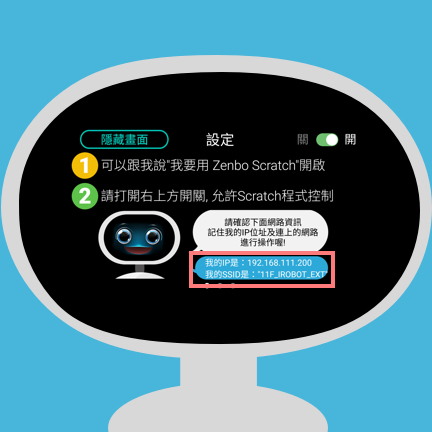 隱藏畫面 設定 關 開
1 可以跟我說"我要用 Zenbo Scratch"開啟
2 請打開右上方開關, 允許Scratch程式控制
請確認下面網路資訊
記住我的IP位址及連上的網路
進行操作喔!
我的IP是：192.168.111.200
我的SSID是："11F_IROBOT_EXT"